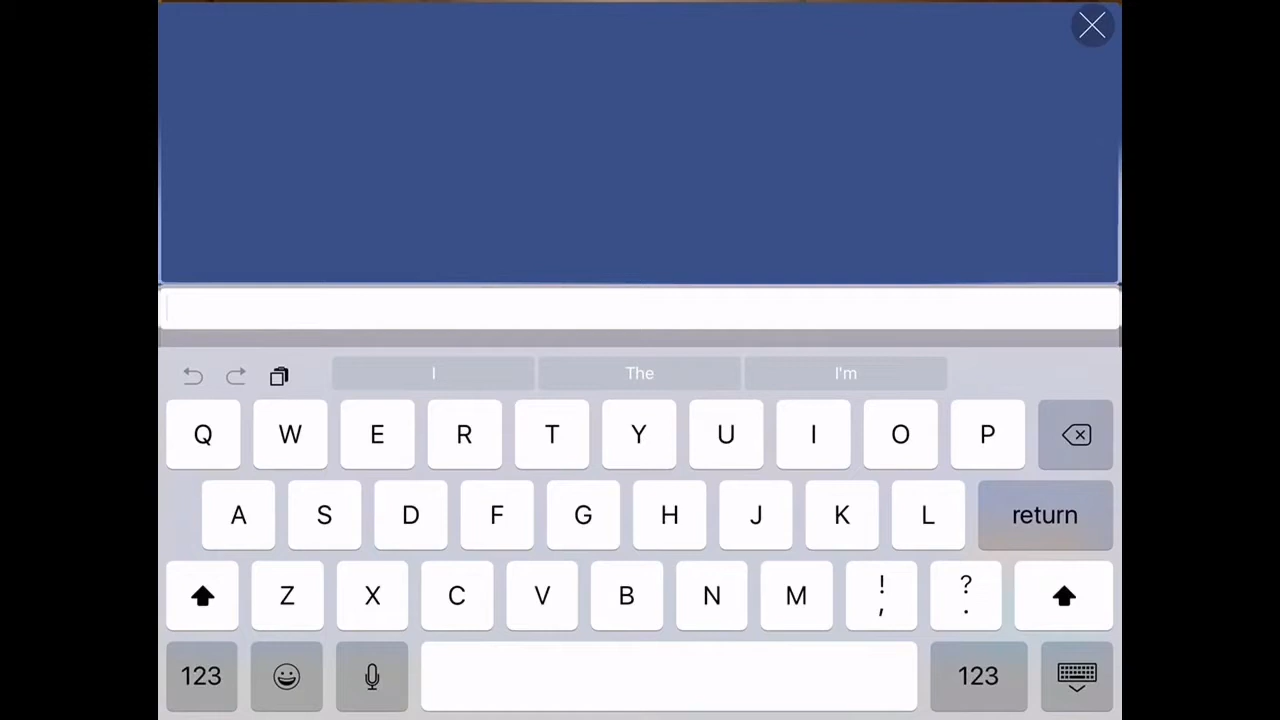 I The I'm
Q W E R T Y U I O P
A S D F G H J K L return
Z X C V B N M ! , ? .
123 123